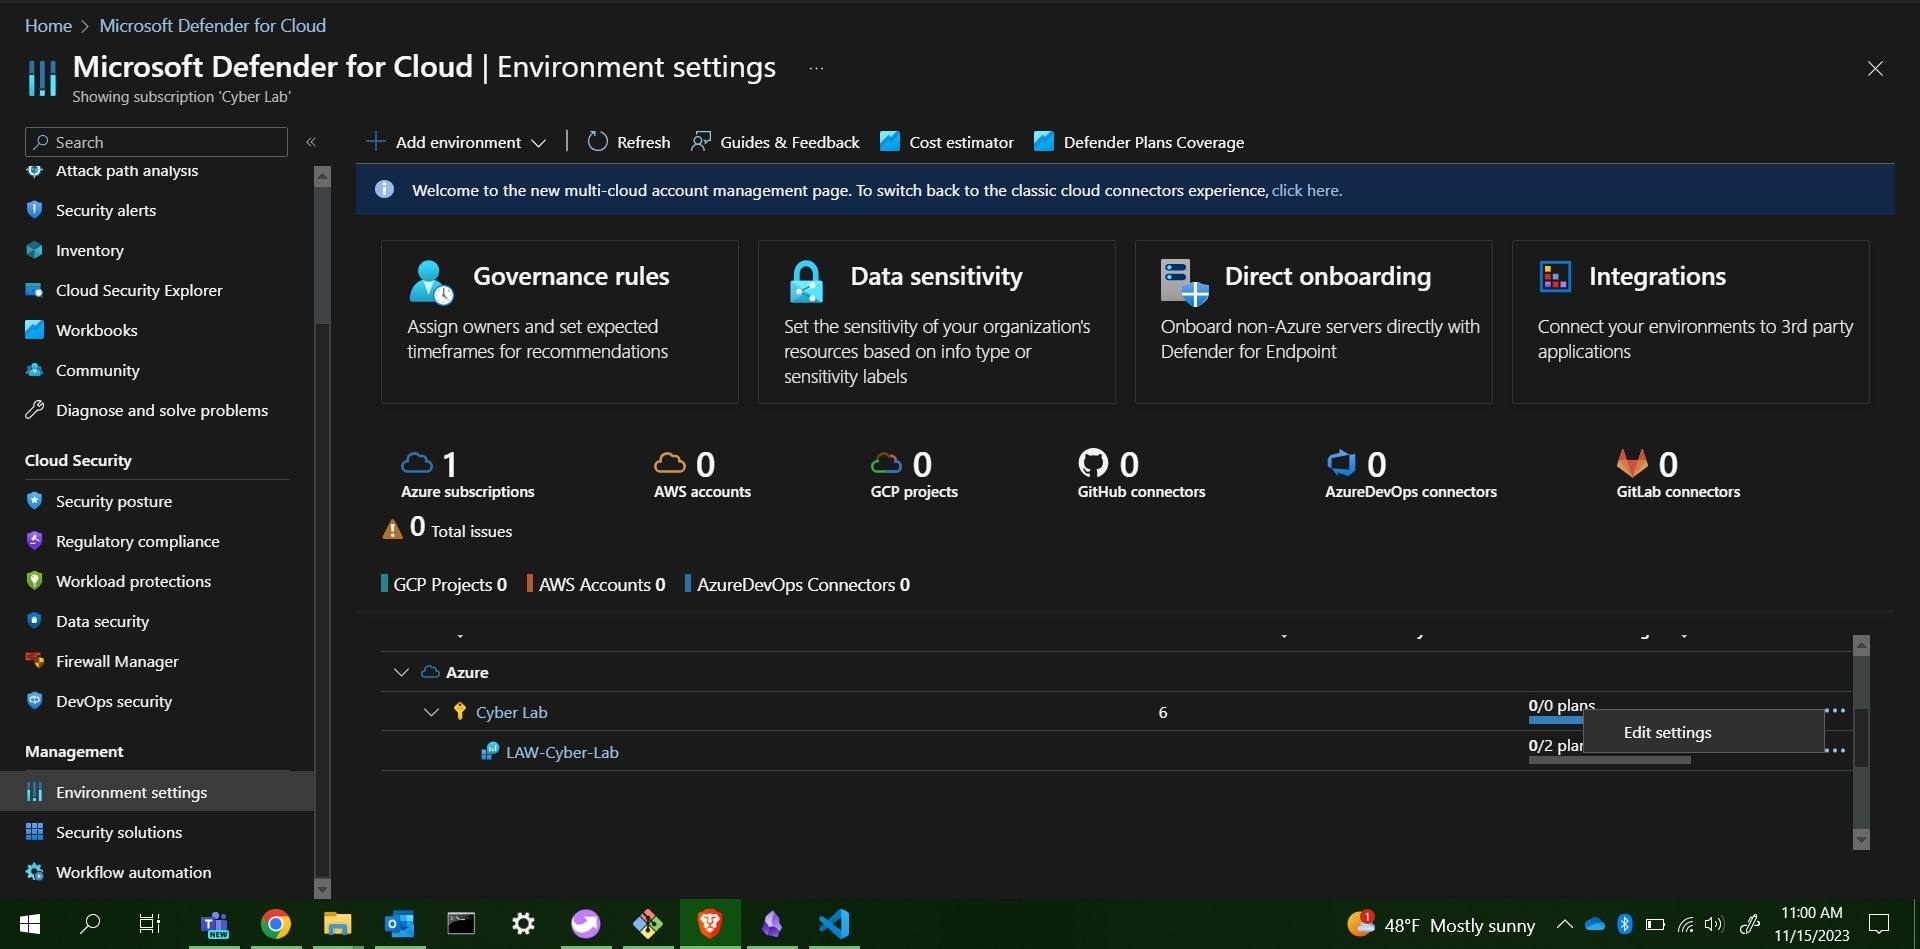 Home > Microsoft Defender for Cloud
Microsoft Defender for Cloud | Environment settings ...
Showing subscription 'Cyber Lab'
Search
«
Add environment
Refresh
Guides & Feedback
Cost estimator
Defender Plans Coverage
Welcome to the new multi-cloud account management page. To switch back to the classic cloud connectors experience, click here.
Attack path analysis
Security alerts
Inventory
Cloud Security Explorer
Workbooks
Community
Diagnose and solve problems
Cloud Security
Security posture
Regulatory compliance
Workload protections
Data security
Firewall Manager
DevOps security
Management
Environment settings
Security solutions
Workflow automation
Governance rules
Assign owners and set expected
timeframes for recommendations
Data sensitivity
Set the sensitivity of your organization's
resources based on info type or
sensitivity labels
Direct onboarding
Onboard non-Azure servers directly with
Defender for Endpoint
Integrations
Connect your environments to 3rd party
applications
1
Azure subscriptions
0
AWS accounts
0
GCP projects
0
GitHub connectors
0
AzureDevOps connectors
0
GitLab connectors
0 Total issues
GCP Projects 0
AWS Accounts 0
AzureDevOps Connectors 0
Azure
Cyber Lab 6 0/0 plans ...
Edit settings
LAW-Cyber-Lab 0/2 plan ...
NEW
1
48°F Mostly sunny
11:00 AM
11/15/2023